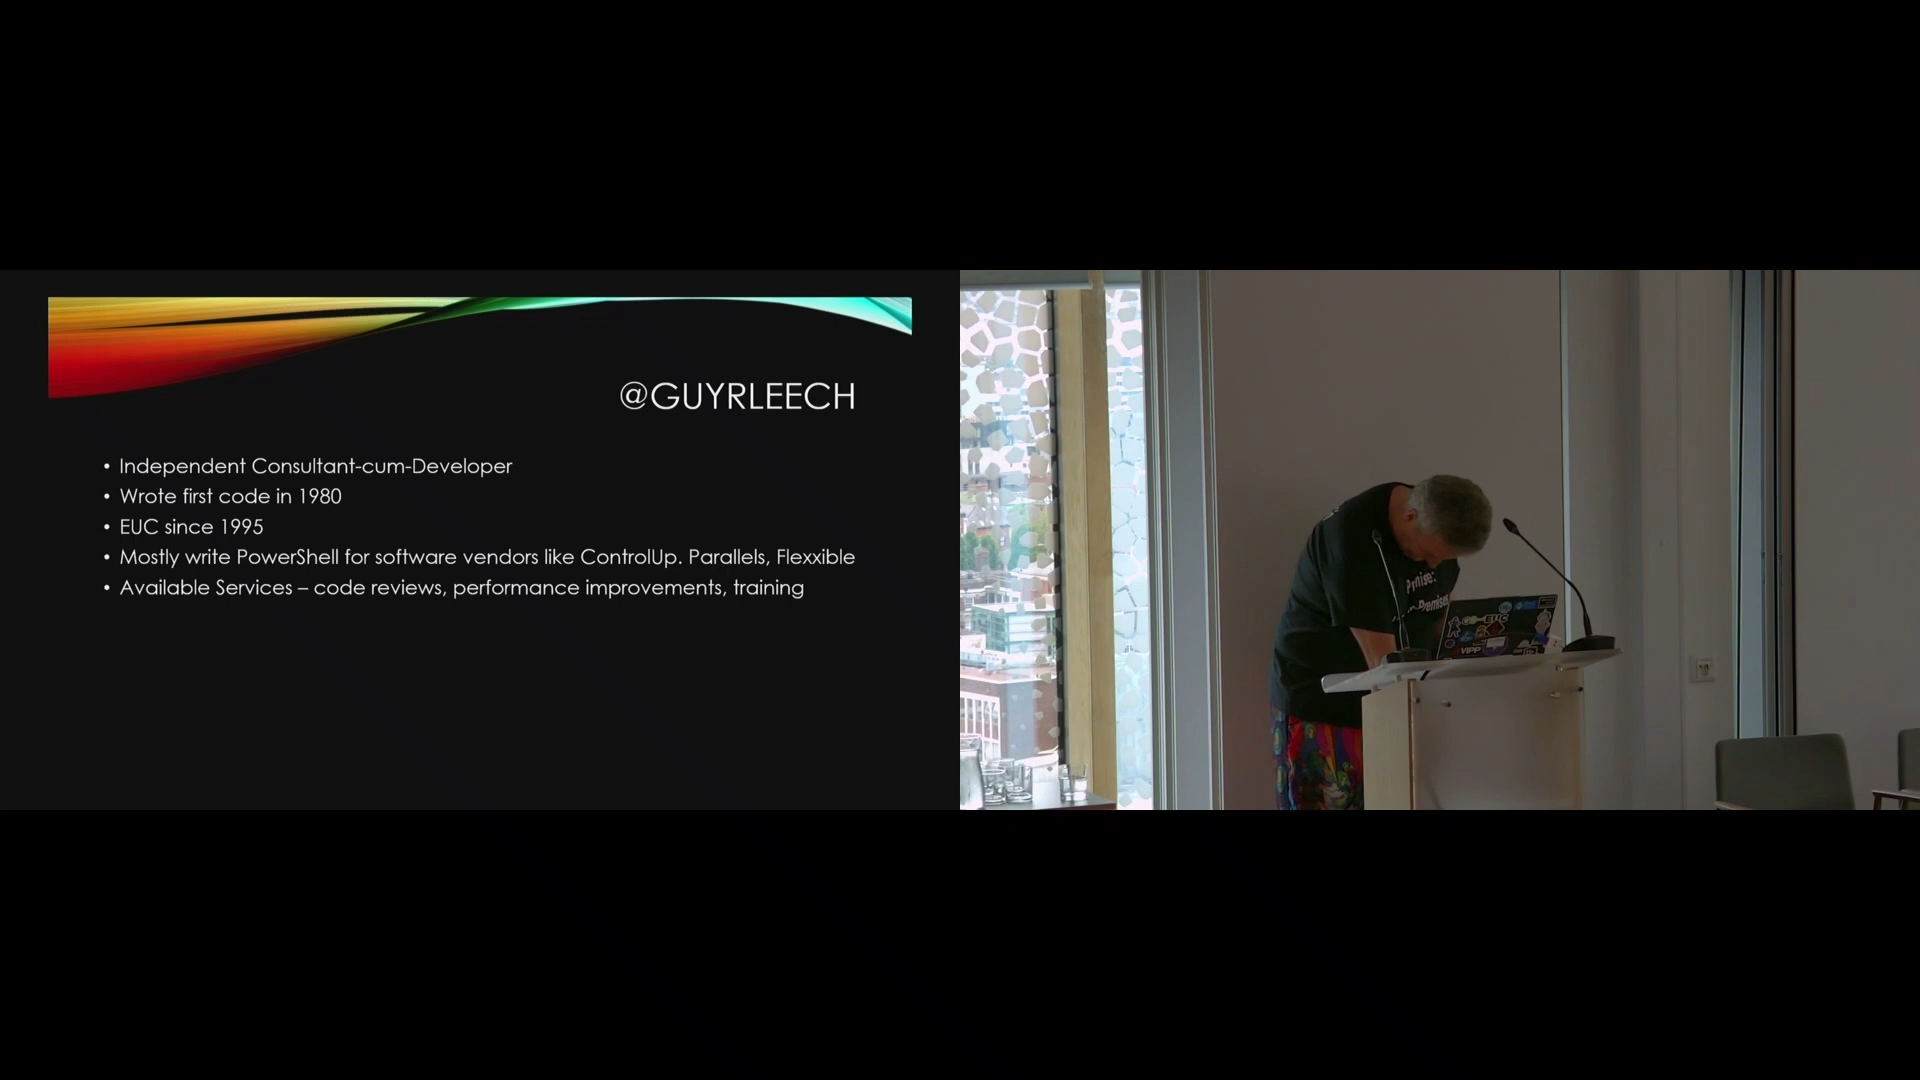 @GUYRLEECH
• Independent Consultant-cum-Developer
• Wrote first code in 1980
• EUC since 1995
• Mostly write PowerShell for software vendors like ControlUp. Parallels, Flexxible
• Available Services – code reviews, performance improvements, training
VIPP